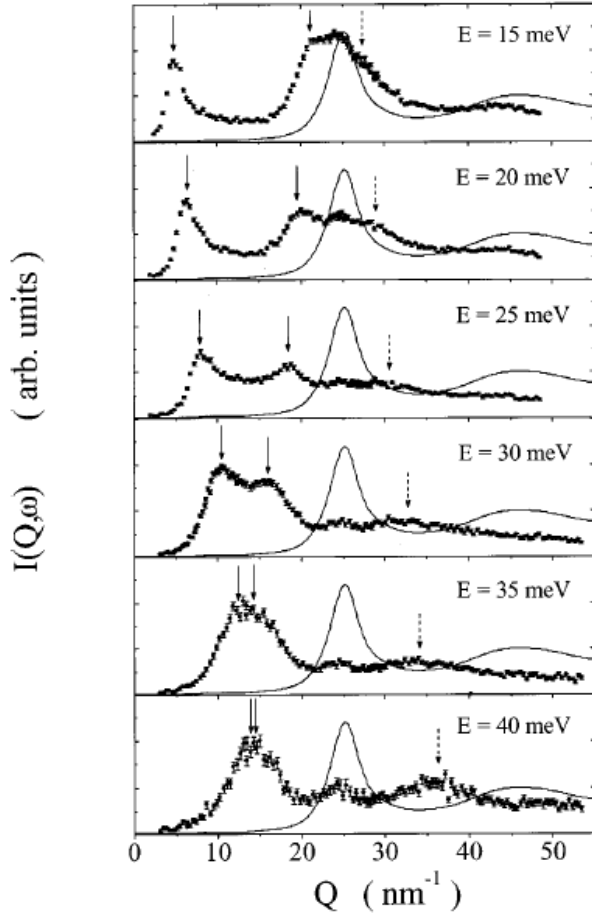 E = 15 meV
E = 20 meV
E = 25 meV
E = 30 meV
E = 35 meV
E = 40 meV
I(Q,ω) ( arb. units )
0 10 20 30 40 50
Q ( nm⁻¹ )